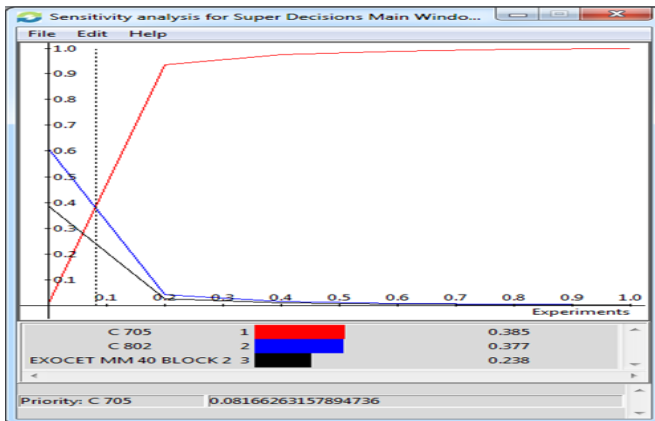 Sensitivity analysis for Super Decisions Main Windo...
File Edit Help
1.0
0.9
0.8
0.7
0.6
0.5
0.4
0.3
0.2
0.1
0.1 0.2 0.3 0.4 0.5 0.6 0.7 0.8 0.9 1.0
Experiments
C 705 1 0.385
C 802 2 0.377
EXOCET MM 40 BLOCK 2 3 0.238
Priority: C 705 0.08166263157894736